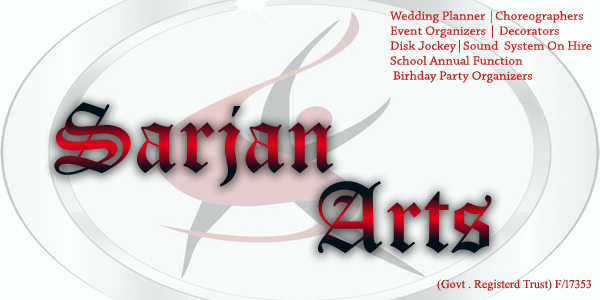 Wedding Planner | Choreographers
Event Organizers | Decorators
Disk Jockey | Sound System On Hire
School Annual Function
Birhday Party Organizers
Sarjan
Arts
(Govt . Registerd Trust) F/17353